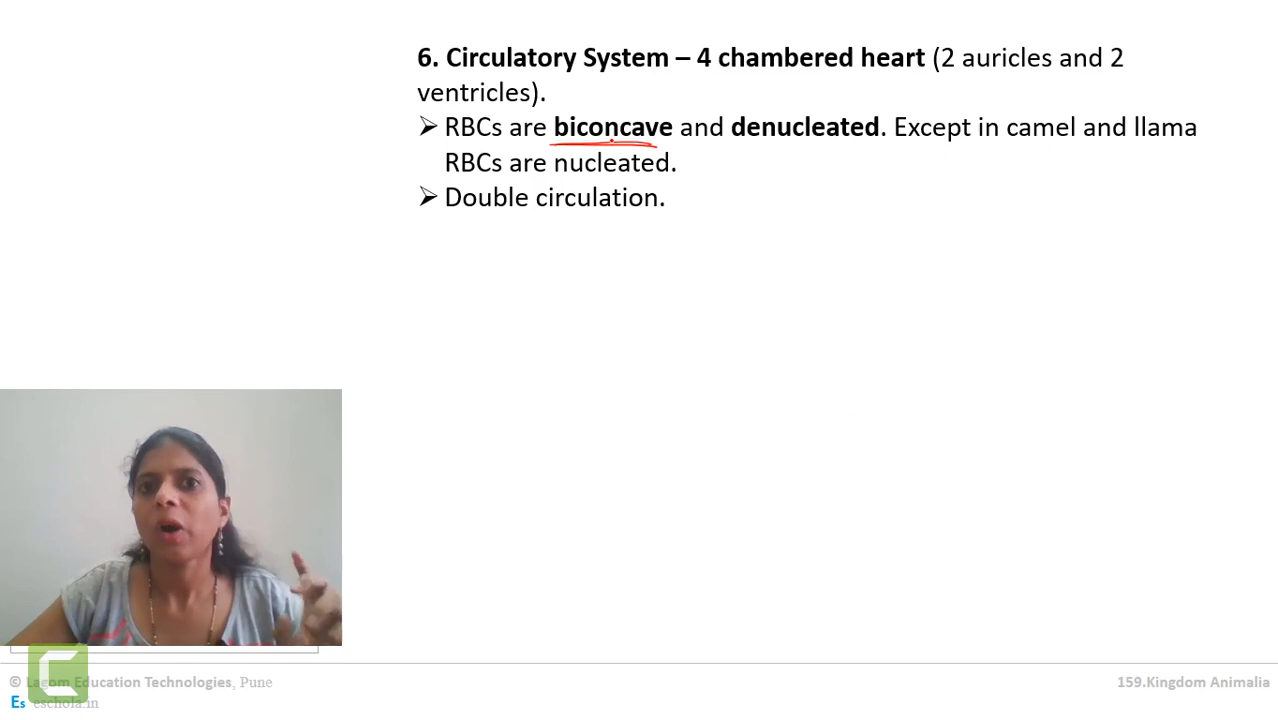 6. Circulatory System – 4 chambered heart (2 auricles and 2
ventricles).
➢ RBCs are biconcave and denucleated. Except in camel and llama
RBCs are nucleated.
➢ Double circulation.
© Lagom Education Technologies, Pune
159.Kingdom Animalia
Es eschola.in